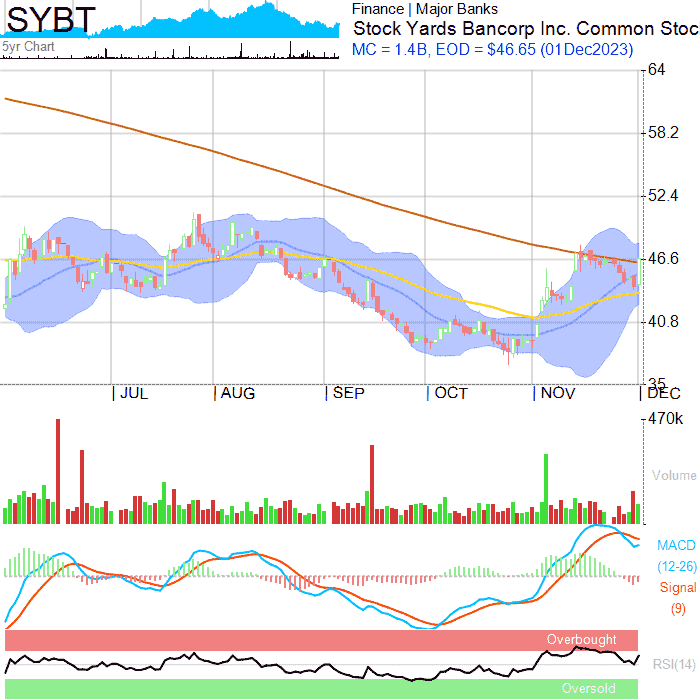 SYBT
5yr Chart
Finance | Major Banks
Stock Yards Bancorp Inc. Common Stoc
MC = 1.4B, EOD = $46.65 (01Dec2023)
64
58.2
52.4
46.6
40.8
35
JUL AUG SEP OCT NOV DEC
470k
Volume
MACD
(12-26)
Signal
(9)
Overbought
RSI(14)
Oversold